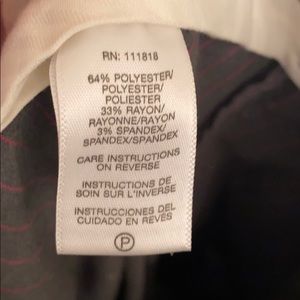 RN: 111818
64% POLYESTER/
POLYESTER/
POLIESTER
33% RAYON/
RAYONNE/RAYON
3% SPANDEX/
SPANDEX/SPANDEX
CARE INSTRUCTIONS
ON REVERSE
INSTRUCTIONS DE
SOIN SUR L'INVERSE
INSTRUCCIONES DEL
CUIDADO EN REVES
P